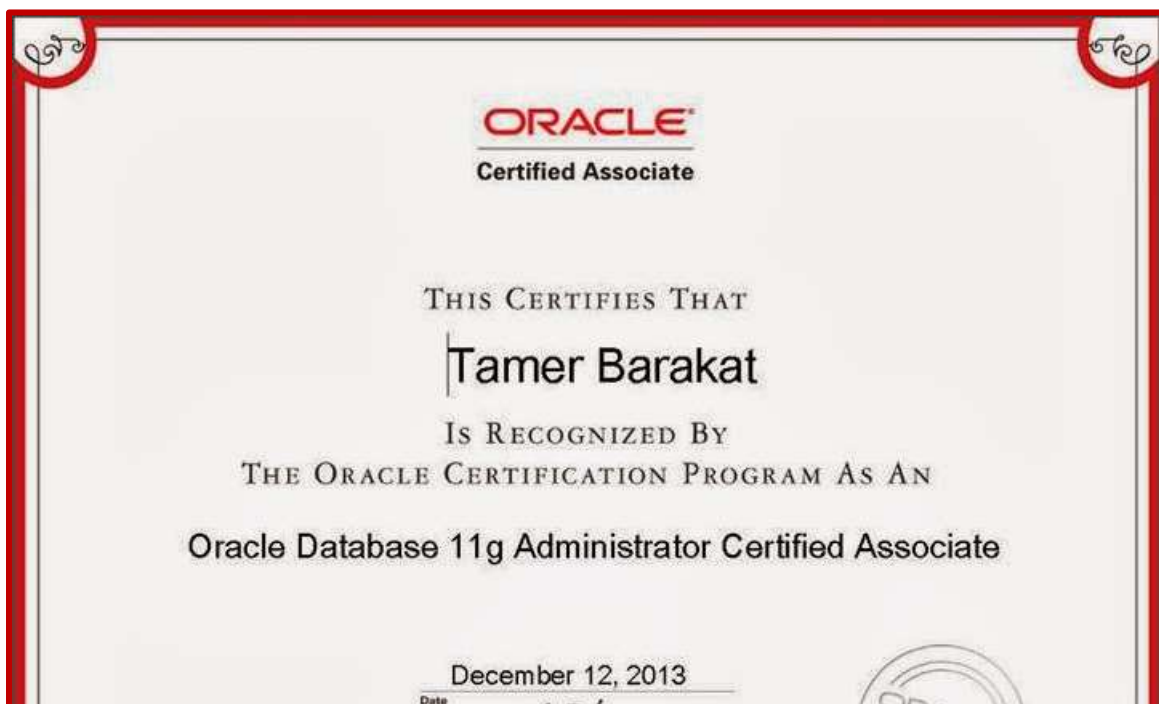 ORACLE®
Certified Associate
THIS CERTIFIES THAT
Tamer Barakat
IS RECOGNIZED BY
THE ORACLE CERTIFICATION PROGRAM AS AN
Oracle Database 11g Administrator Certified Associate
December 12, 2013
Date